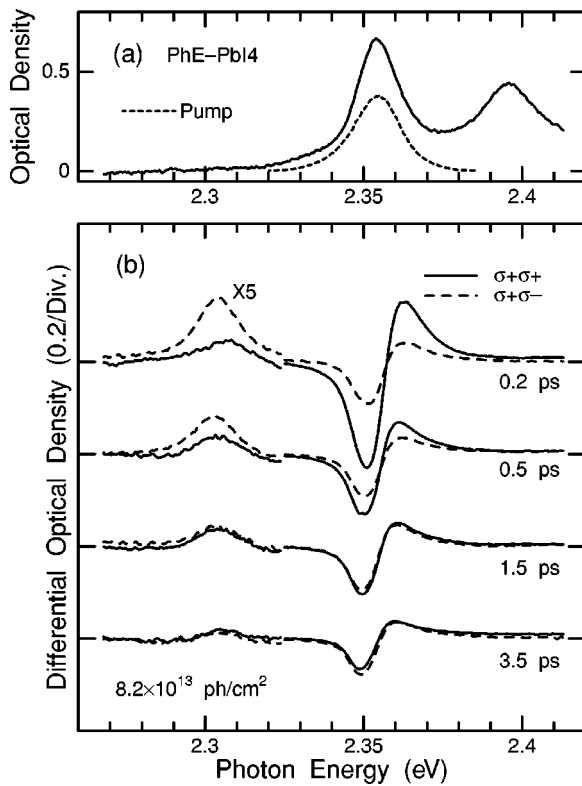 (a) PhE–PbI4
Pump
Optical Density
0.5
0
2.3 2.35 2.4
(b)
σ+σ+
σ+σ−
X5
0.2 ps
0.5 ps
1.5 ps
3.5 ps
Differential Optical Density (0.2/Div.)
8.2×10¹³ ph/cm²
2.3 2.35 2.4
Photon Energy (eV)